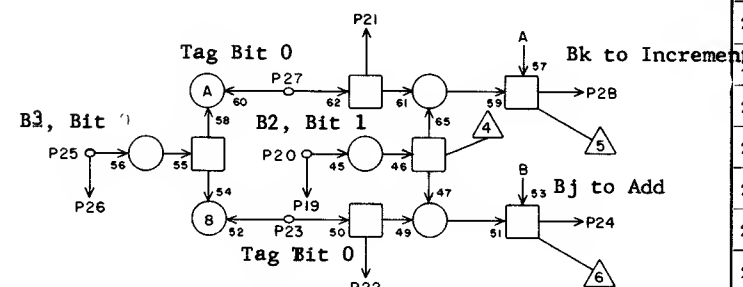 P21
Tag Bit 0
A
57
Bk to Incremen
A
60
P27
62
61
59
P28
58
65
B3, Bit
4
5
B2, Bit 1
P25
56
55
P20
45
46
54
47
B
53
Bj to Add
P26
P19
8
52
P23
50
49
51
P24
Tag Bit 0
6
P22